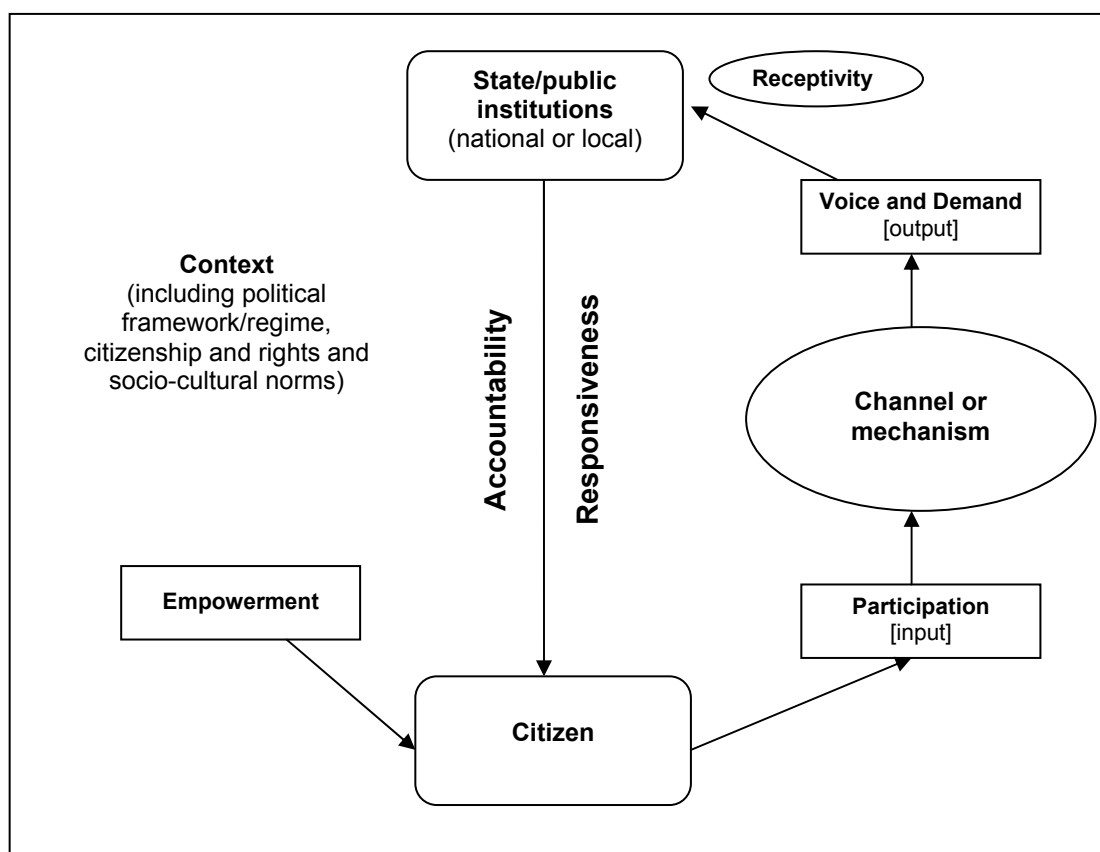 State/public
institutions
(national or local)
Receptivity
Voice and Demand
[output]
Context
(including political
framework/regime,
citizenship and rights and
socio-cultural norms)
Accountability
Responsiveness
Channel or
mechanism
Empowerment
Participation
[input]
Citizen